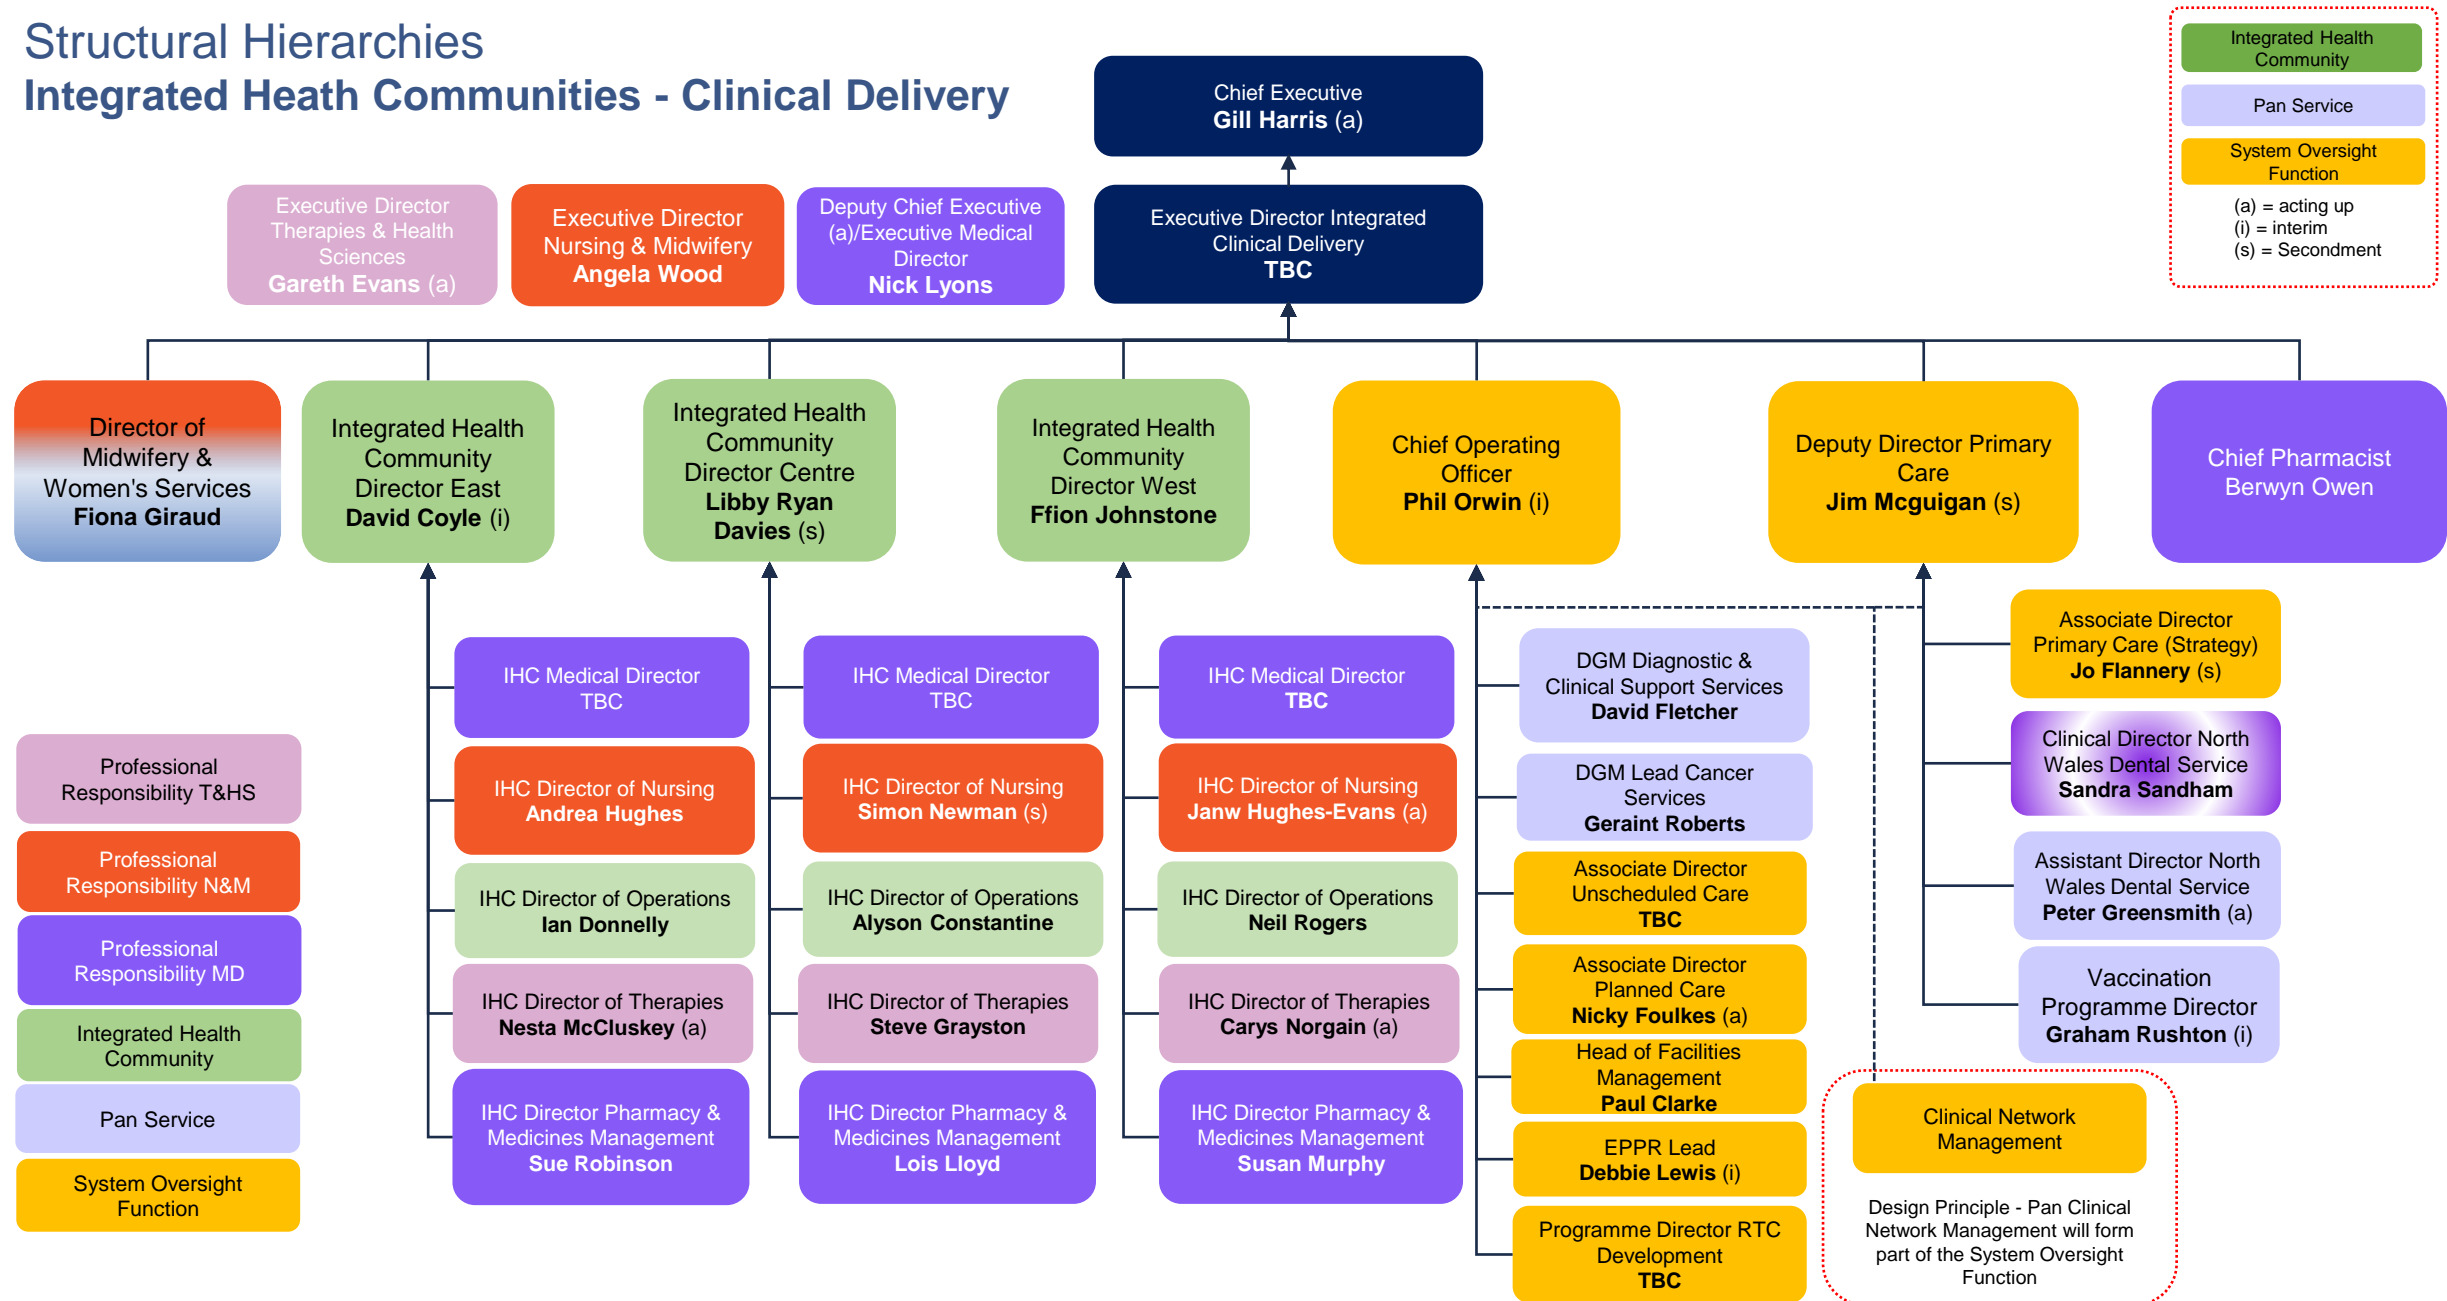 Structural Hierarchies
Integrated Heath Communities - Clinical Delivery
Chief Executive
Gill Harris (a)
Integrated Health
Community
Pan Service
System Oversight
Function
(a) = acting up
(i) = interim
(s) = Secondment
Executive Director
Therapies & Health
Sciences
Gareth Evans (a)
Executive Director
Nursing & Midwifery
Angela Wood
Deputy Chief Executive
(a)/Executive Medical
Director
Nick Lyons
Executive Director Integrated
Clinical Delivery
TBC
Director of
Midwifery &
Women's Services
Fiona Giraud
Integrated Health
Community
Director East
David Coyle (i)
Integrated Health
Community
Director Centre
Libby Ryan
Davies (s)
Integrated Health
Community
Director West
Ffion Johnstone
Chief Operating
Officer
Phil Orwin (i)
Deputy Director Primary
Care
Jim Mcguigan (s)
Chief Pharmacist
Berwyn Owen
IHC Medical Director
TBC
IHC Director of Nursing
Andrea Hughes
IHC Director of Operations
Ian Donnelly
IHC Director of Therapies
Nesta McCluskey (a)
IHC Director Pharmacy &
Medicines Management
Sue Robinson
IHC Medical Director
TBC
IHC Director of Nursing
Simon Newman (s)
IHC Director of Operations
Alyson Constantine
IHC Director of Therapies
Steve Grayston
IHC Director Pharmacy &
Medicines Management
Lois Lloyd
IHC Medical Director
TBC
IHC Director of Nursing
Janw Hughes-Evans (a)
IHC Director of Operations
Neil Rogers
IHC Director of Therapies
Carys Norgain (a)
IHC Director Pharmacy &
Medicines Management
Susan Murphy
DGM Diagnostic &
Clinical Support Services
David Fletcher
DGM Lead Cancer
Services
Geraint Roberts
Associate Director
Unscheduled Care
TBC
Associate Director
Planned Care
Nicky Foulkes (a)
Head of Facilities
Management
Paul Clarke
EPPR Lead
Debbie Lewis (i)
Programme Director RTC
Development
TBC
Associate Director
Primary Care (Strategy)
Jo Flannery (s)
Clinical Director North
Wales Dental Service
Sandra Sandham
Assistant Director North
Wales Dental Service
Peter Greensmith (a)
Vaccination
Programme Director
Graham Rushton (i)
Clinical Network
Management
Design Principle - Pan Clinical
Network Management will form
part of the System Oversight
Function
Professional
Responsibility T&HS
Professional
Responsibility N&M
Professional
Responsibility MD
Integrated Health
Community
Pan Service
System Oversight
Function